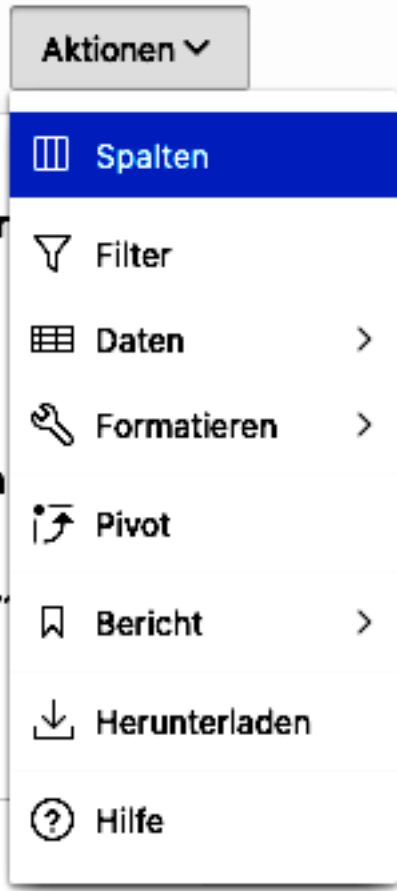 Aktionen
Spalten
Filter
Daten
Formatieren
Pivot
Bericht
Herunterladen
Hilfe